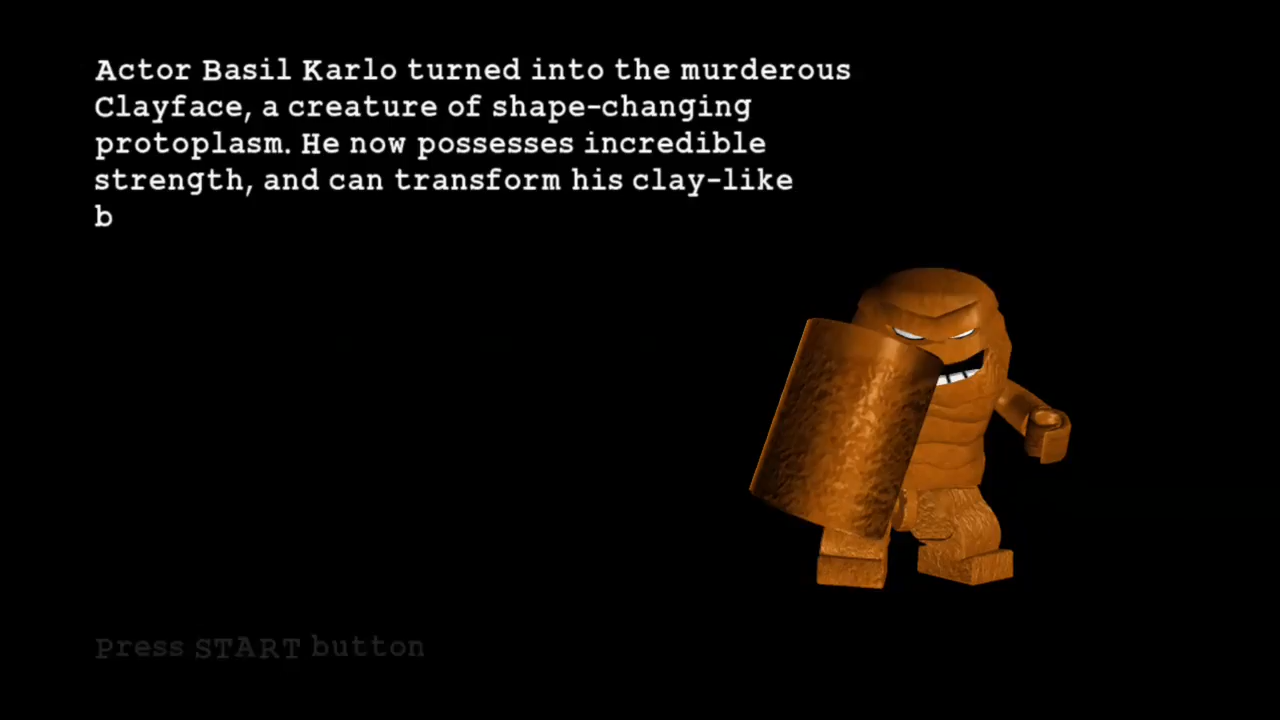 Actor Basil Karlo turned into the murderous
Clayface, a creature of shape-changing
protoplasm. He now possesses incredible
strength, and can transform his clay-like
b
Press START button